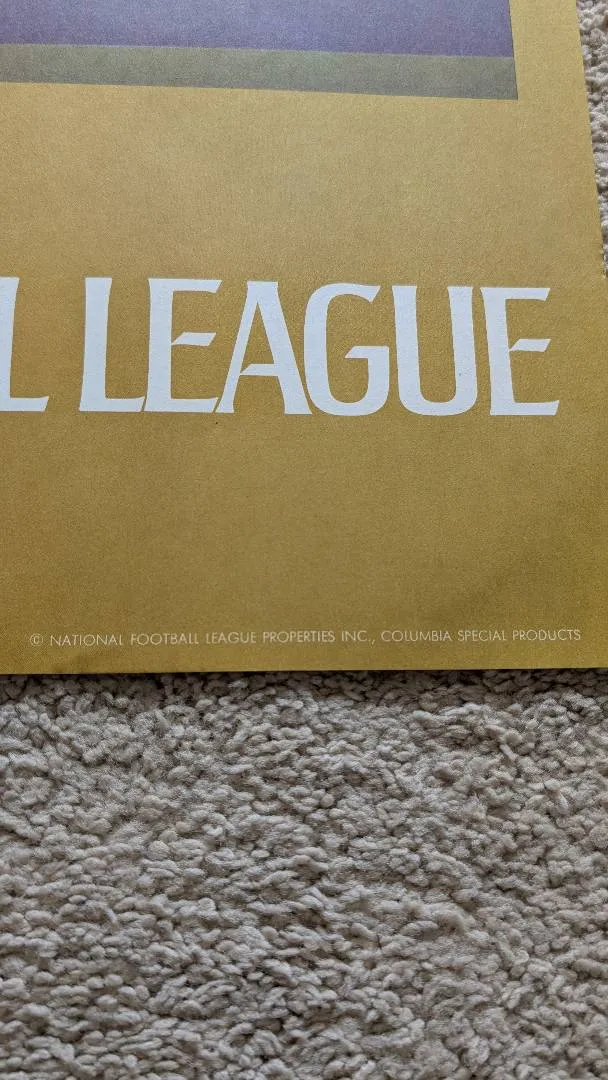 L LEAGUE
© NATIONAL FOOTBALL LEAGUE PROPERTIES INC., COLUMBIA SPECIAL PRODUCTS